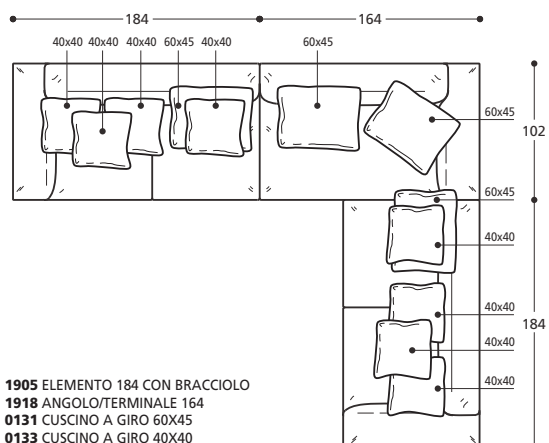 184 164
40x40 40x40 40x40 60x45 40x40 60x45
60x45
102
60x45
40x40
40x40
184
40x40
40x40
1905 ELEMENTO 184 CON BRACCIOLO
1918 ANGOLO/TERMINALE 164
0131 CUSCINO A GIRO 60X45
0133 CUSCINO A GIRO 40X40